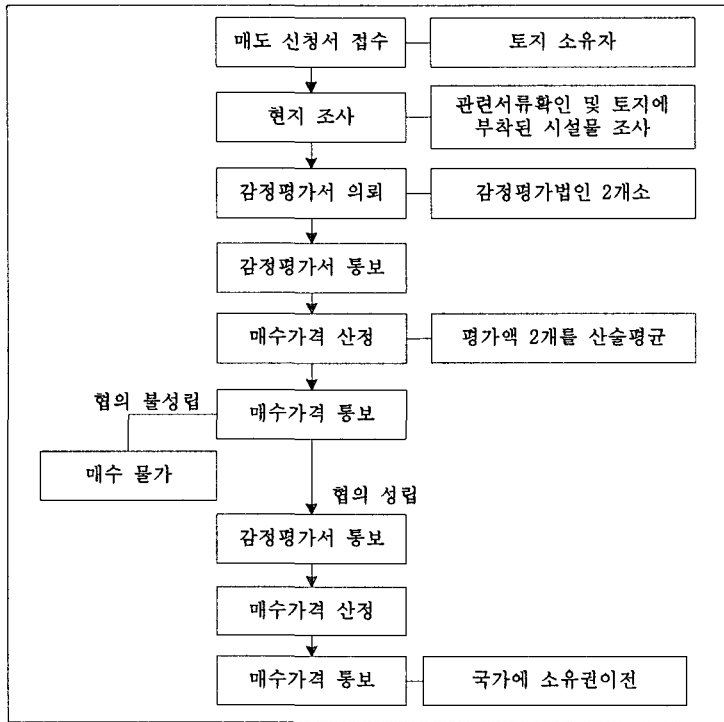 매도 신청서 접수
토지 소유자
현지 조사
관련서류확인 및 토지에
부착된 시설물 조사
감정평가서 의뢰
감정평가법인 2개소
감정평가서 통보
매수가격 산정
평가액 2개를 산술평균
협의 불성립
매수가격 통보
매수 물가
협의 성립
감정평가서 통보
매수가격 산정
매수가격 통보
국가에 소유권이전